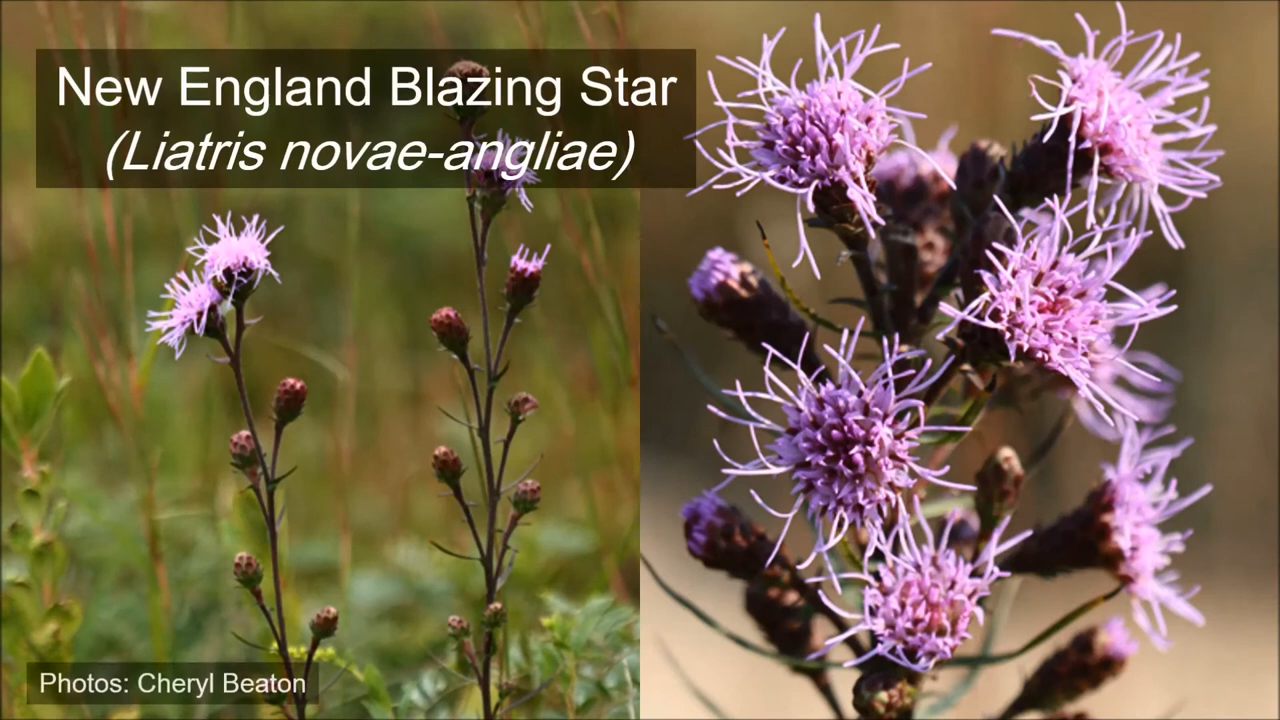 New England Blazing Star
(Liatris novae-angliae)
Photos: Cheryl Beaton